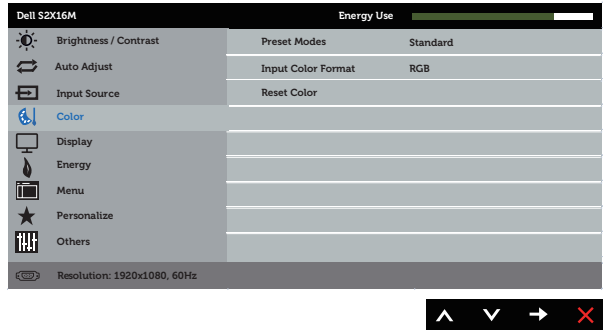 Dell S2X16M Energy Use
Brightness / Contrast Preset Modes Standard
Auto Adjust Input Color Format RGB
Input Source Reset Color
Color
Display
Energy
Menu
Personalize
Others
Resolution: 1920x1080, 60Hz